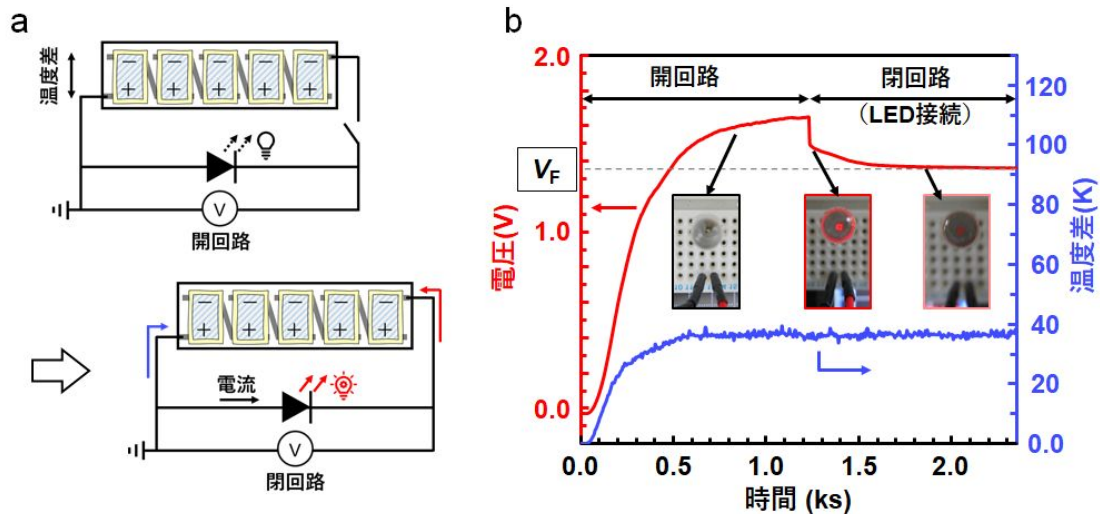 a
温度差
− − − − −
+ + + + +
V
開回路
− − − − −
+ + + + +
電流
V
閉回路
b
2.0
1.0
0.0
電圧(V)
VF
開回路
閉回路
(LED接続)
120
100
80
60
40
20
0.0
温度差(K)
0.0 0.5 1.0 1.5 2.0
時間 (ks)